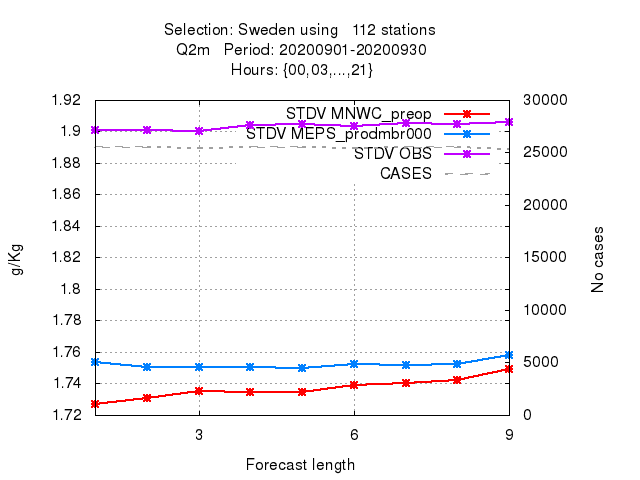 Selection: Sweden using   112 stations
Q2m   Period: 20200901-20200930
Hours: {00,03,...,21}
1.92
1.9
1.88
1.86
1.84
1.82
1.8
1.78
1.76
1.74
1.72
g/Kg
STDV MNWC_preop
STDV MEPS_prodmbr000
STDV OBS
CASES
30000
25000
20000
15000
10000
5000
0
No cases
3 6 9
Forecast length